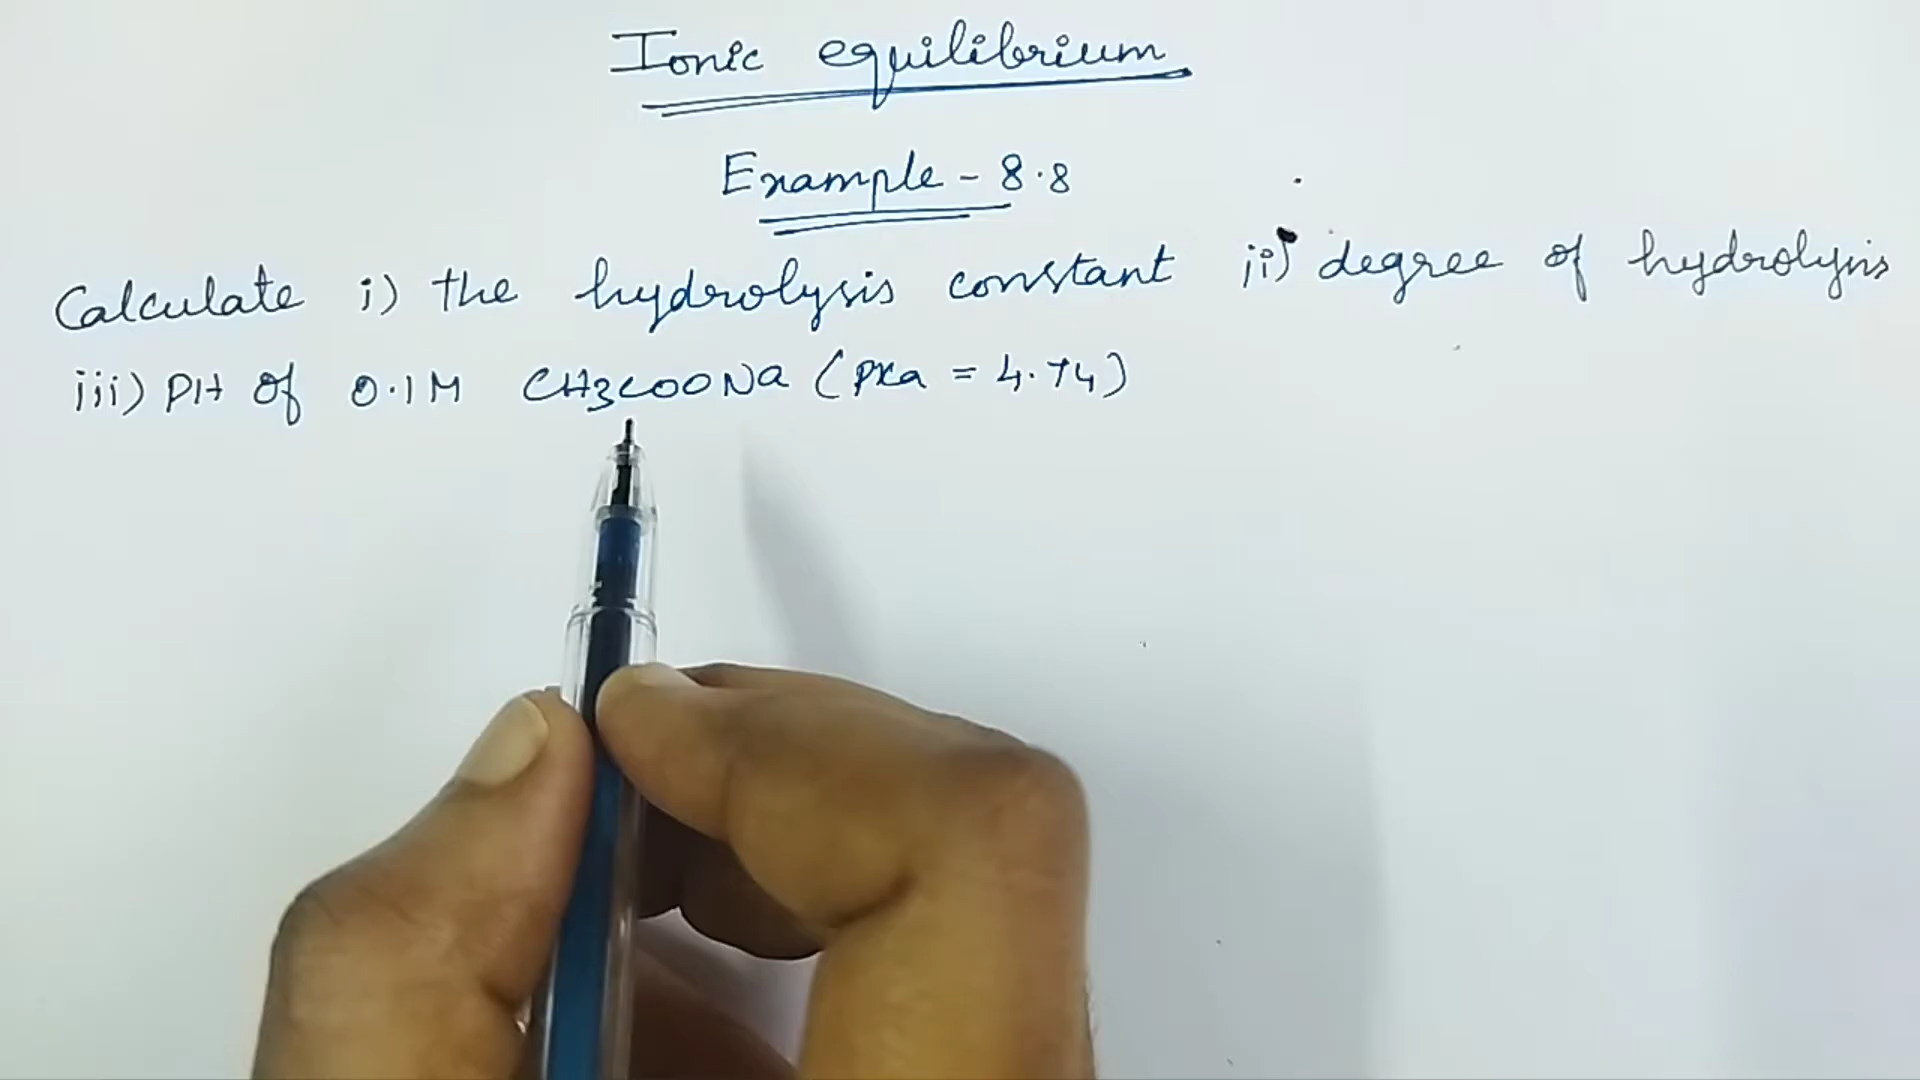 Ionic equilibrium
Example - 8.8
Calculate i) the hydrolysis constant ii) degree of hydrolysis
iii) PH of 0.1M CH3COONa (PKa = 4.74)